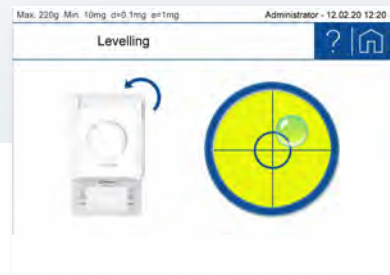 Max. 220g Min. 10mg d=0.1mg e=1mg Administrator - 12.02.20 12:20
Levelling ?